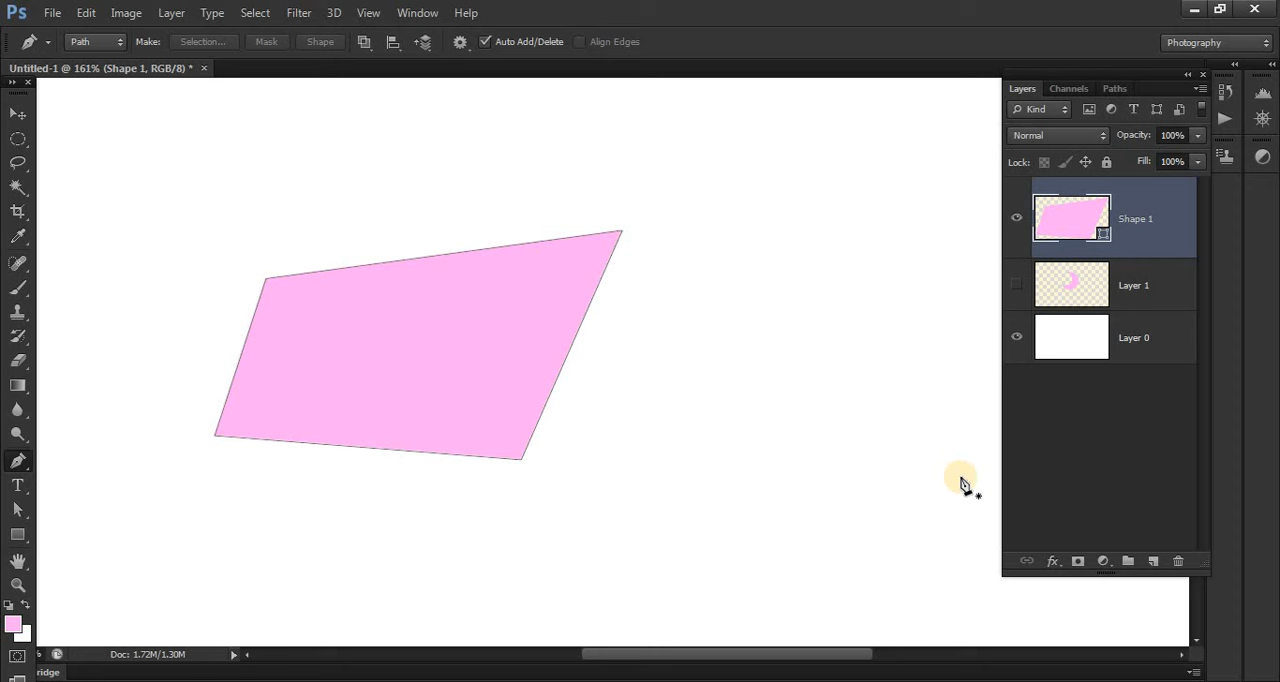 Ps File Edit Image Layer Type Select Filter 3D View Window Help
Path Make: Selection... Mask Shape Auto Add/Delete Align Edges Photography
Untitled-1 @ 161% (Shape 1, RGB/8) * ×
Layers Channels Paths
Kind T
Normal Opacity: 100%
Lock: Fill: 100%
Shape 1
Layer 1
Layer 0
T
fx
% Doc: 1.72M/1.30M
ridge